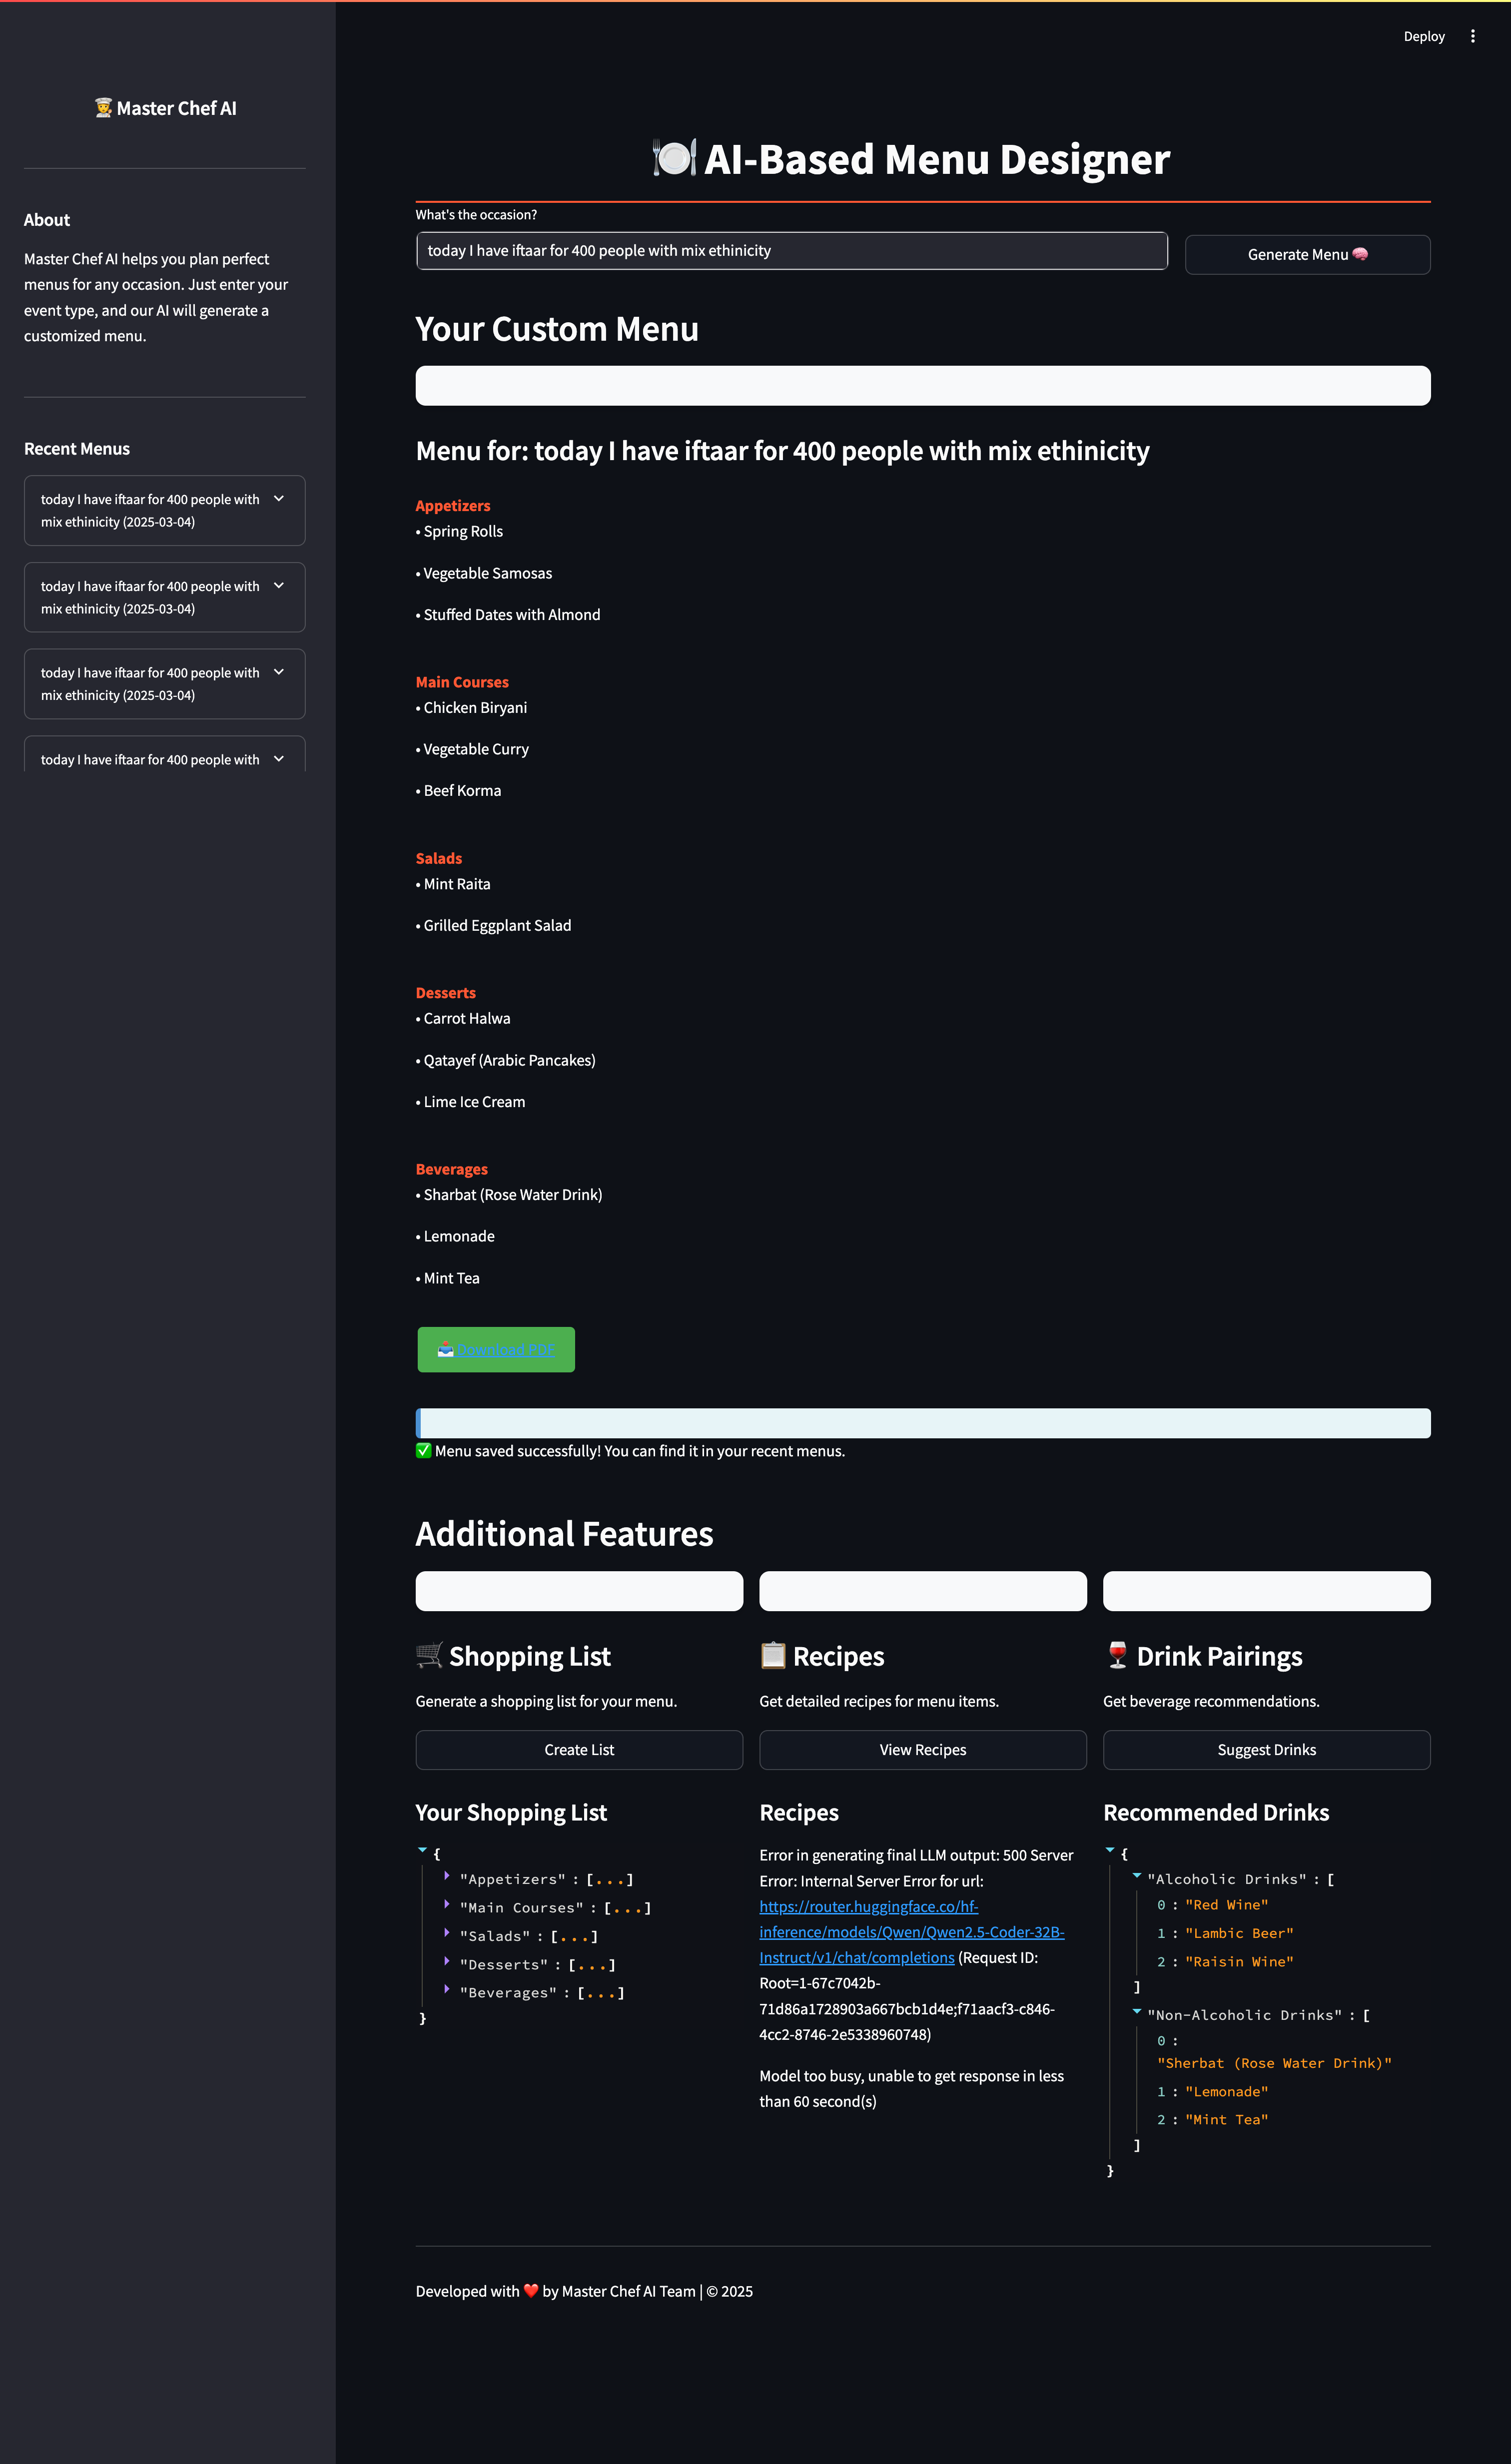 Deploy
👨‍🍳 Master Chef AI
About
Master Chef AI helps you plan perfect
menus for any occasion. Just enter your
event type, and our AI will generate a
customized menu.
Recent Menus
today I have iftaar for 400 people with
mix ethinicity (2025-03-04)
today I have iftaar for 400 people with
mix ethinicity (2025-03-04)
today I have iftaar for 400 people with
mix ethinicity (2025-03-04)
today I have iftaar for 400 people with
🍽️ AI-Based Menu Designer
What's the occasion?
today I have iftaar for 400 people with mix ethinicity
Generate Menu 🧠
Your Custom Menu
Menu for: today I have iftaar for 400 people with mix ethinicity
Appetizers
• Spring Rolls
• Vegetable Samosas
• Stuffed Dates with Almond
Main Courses
• Chicken Biryani
• Vegetable Curry
• Beef Korma
Salads
• Mint Raita
• Grilled Eggplant Salad
Desserts
• Carrot Halwa
• Qatayef (Arabic Pancakes)
• Lime Ice Cream
Beverages
• Sharbat (Rose Water Drink)
• Lemonade
• Mint Tea
📥 Download PDF
✅ Menu saved successfully! You can find it in your recent menus.
Additional Features
🛒 Shopping List
Generate a shopping list for your menu.
Create List
Your Shopping List
{
"Appetizers" : [...]
"Main Courses" : [...]
"Salads" : [...]
"Desserts" : [...]
"Beverages" : [...]
}
📋 Recipes
Get detailed recipes for menu items.
View Recipes
Recipes
Error in generating final LLM output: 500 Server
Error: Internal Server Error for url:
https://router.huggingface.co/hf-
inference/models/Qwen/Qwen2.5-Coder-32B-
Instruct/v1/chat/completions (Request ID:
Root=1-67c7042b-
71d86a1728903a667bcb1d4e;f71aacf3-c846-
4cc2-8746-2e5338960748)
Model too busy, unable to get response in less
than 60 second(s)
🍷 Drink Pairings
Get beverage recommendations.
Suggest Drinks
Recommended Drinks
{
"Alcoholic Drinks" : [
0 : "Red Wine"
1 : "Lambic Beer"
2 : "Raisin Wine"
]
"Non-Alcoholic Drinks" : [
0 :
"Sherbat (Rose Water Drink)"
1 : "Lemonade"
2 : "Mint Tea"
]
}
Developed with ❤️ by Master Chef AI Team | © 2025